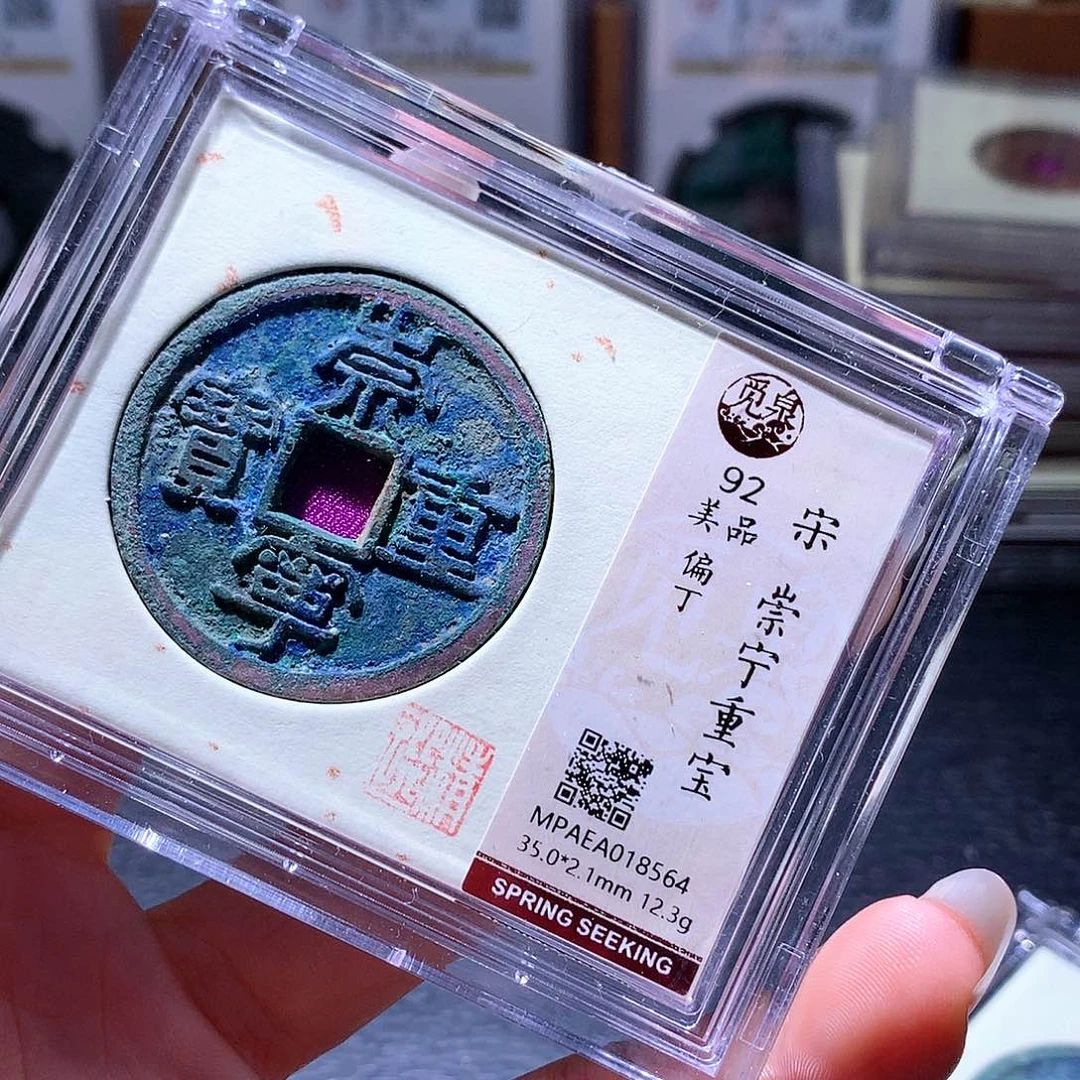 崇寧重寶
觅泉
92
美品
偏丁
宋
崇宁重宝
MPAEA018564
35.0*2.1mm 12.3g
SPRING SEEKING